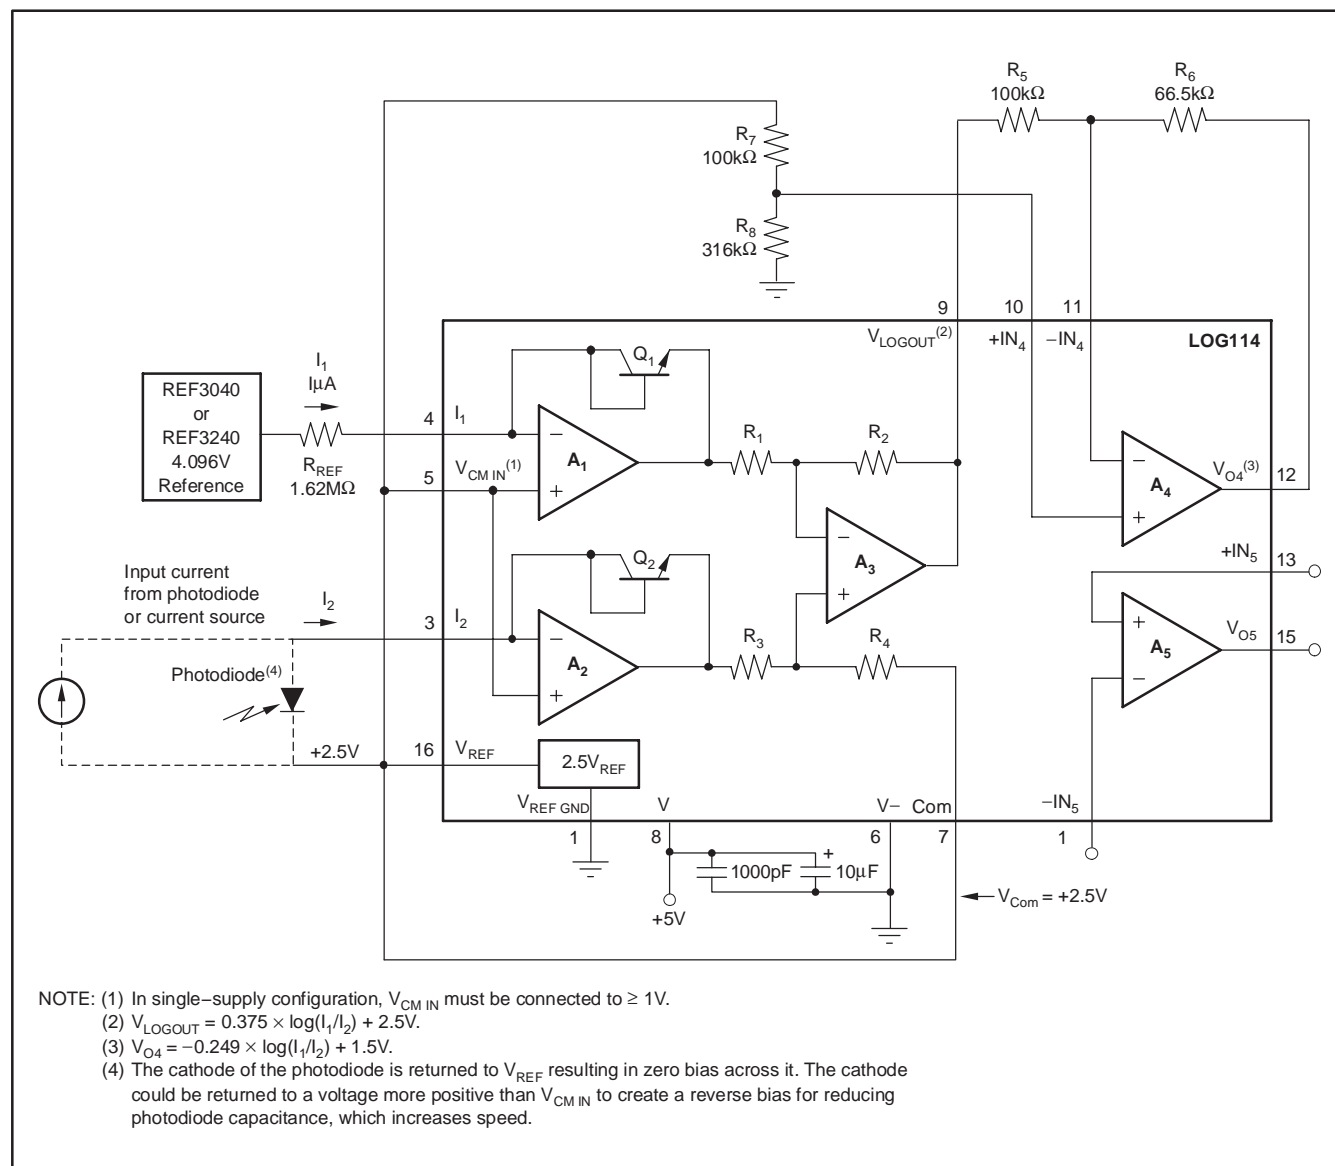 R5
100kΩ
R6
66.5kΩ
R7
100kΩ
R8
316kΩ
9
10
11
VLOGOUT(2)
+IN4
−IN4
LOG114
I1
IµA
REF3040
or
REF3240
4.096V
Reference
RREF
1.62MΩ
4
I1
Q1
A1
R1
R2
5
VCM IN(1)
A3
A4
VO4(3)
12
+IN5
13
Input current
from photodiode
or current source
I2
3
I2
Q2
A2
R3
R4
A5
VO5
15
Photodiode(4)
+2.5V
16
VREF
2.5VREF
VREF GND
V
V−
Com
−IN5
1
8
6
7
1
1000pF
+
10µF
+5V
VCom = +2.5V
NOTE: (1) In single−supply configuration, VCM IN must be connected to ≥ 1V.
(2) VLOGOUT = 0.375 × log(I1/I2) + 2.5V.
(3) VO4 = −0.249 × log(I1/I2) + 1.5V.
(4) The cathode of the photodiode is returned to VREF resulting in zero bias across it. The cathode
could be returned to a voltage more positive than VCM IN to create a reverse bias for reducing
photodiode capacitance, which increases speed.